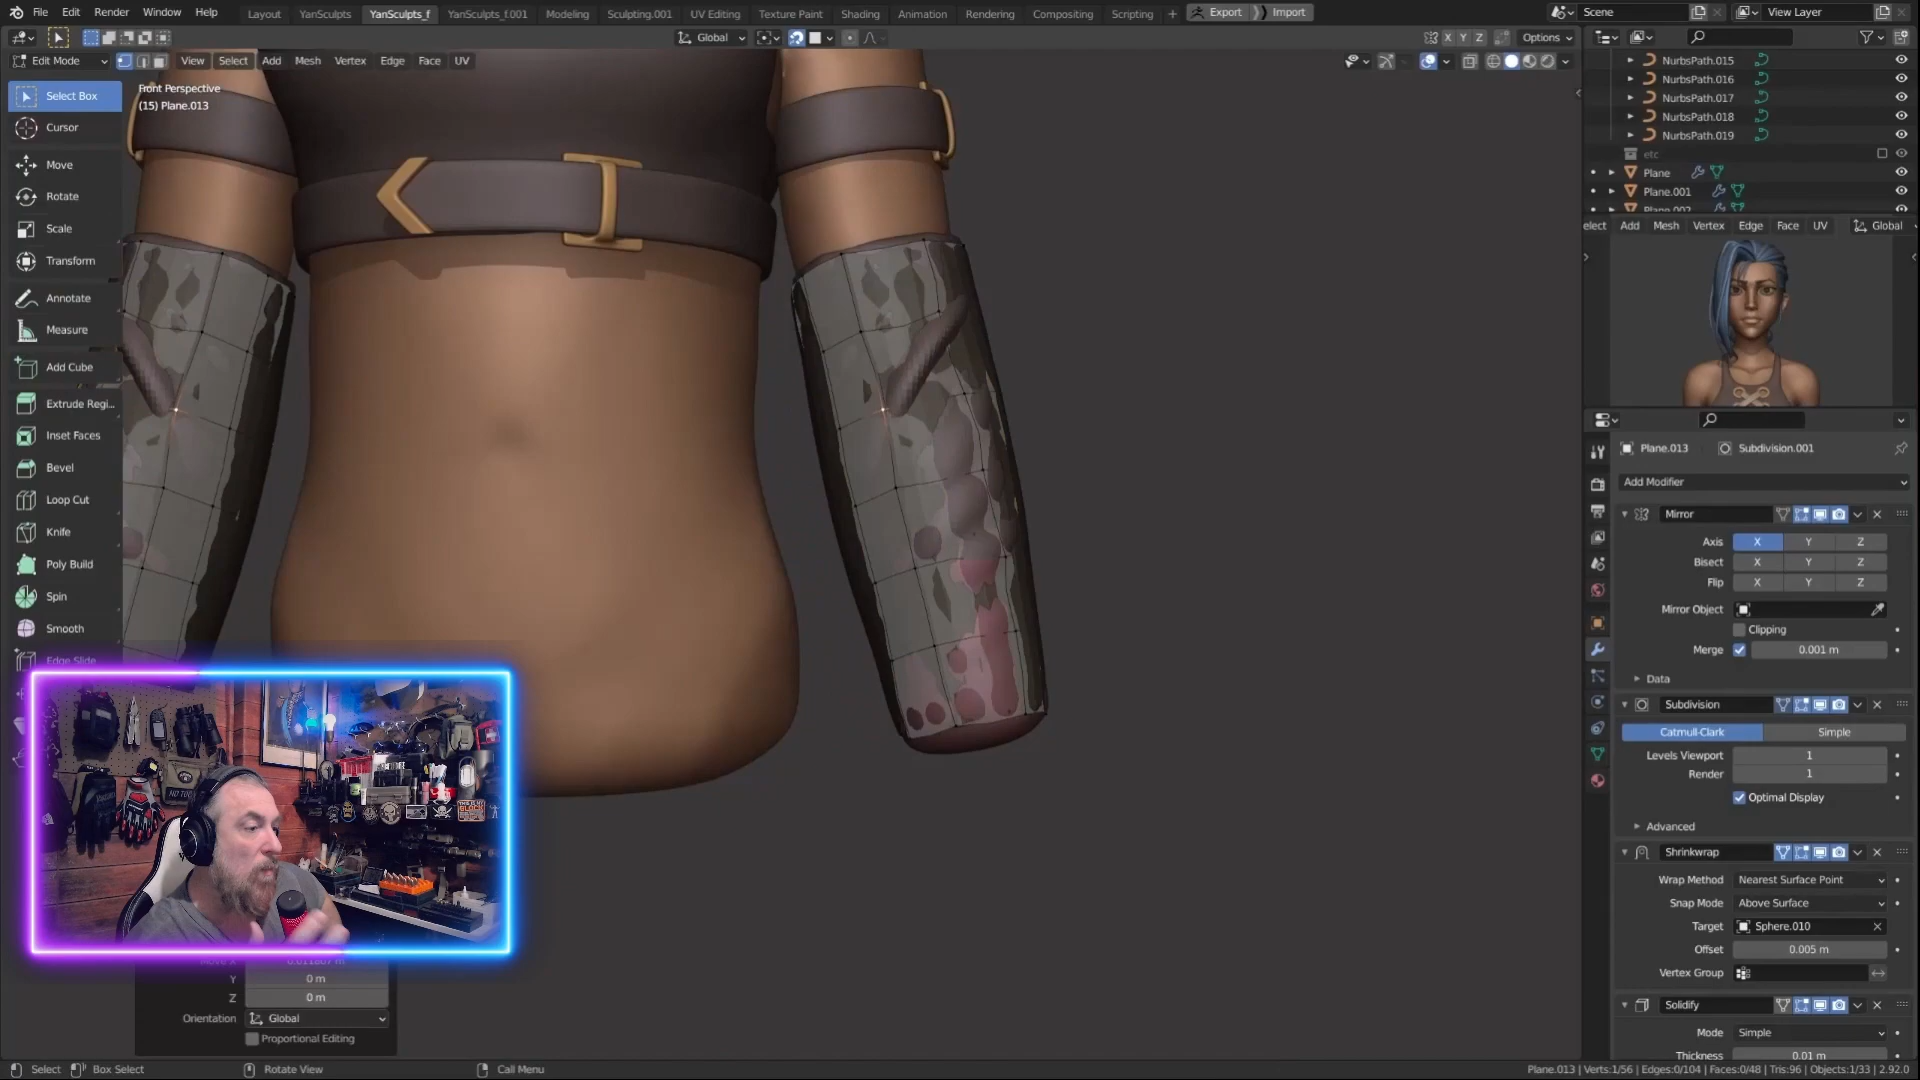 File Edit Render Window Help Layout YanSculpts YanSculpts_f YanSculpts_f.001 Modeling Sculpting.001 UV Editing Texture Paint Shading Animation Rendering Compositing Scripting + Export Import Scene View Layer
Global X Y Z Options
Edit Mode View Select Add Mesh Vertex Edge Face UV
Front Perspective
(15) Plane.013
Select Box
Cursor
Move
Rotate
Scale
Transform
Annotate
Measure
Add Cube
Extrude Regi...
Inset Faces
Bevel
Loop Cut
Knife
Poly Build
Spin
Smooth
Edge Slide
Y 0 m
Z 0 m
Orientation Global
Proportional Editing
NurbsPath.015
NurbsPath.016
NurbsPath.017
NurbsPath.018
NurbsPath.019
etc
Plane
Plane.001
Plane.002
elect Add Mesh Vertex Edge Face UV Global
Plane.013 Subdivision.001
Add Modifier
Mirror
Axis X Y Z
Bisect X Y Z
Flip X Y Z
Mirror Object
Clipping
Merge 0.001 m
Data
Subdivision
Catmull-Clark Simple
Levels Viewport 1
Render 1
Optimal Display
Advanced
Shrinkwrap
Wrap Method Nearest Surface Point
Snap Mode Above Surface
Target Sphere.010
Offset 0.005 m
Vertex Group
Solidify
Mode Simple
Thickness 0.01 m
Select Box Select Rotate View Call Menu Plane.013 | Verts:1/56 | Edges:0/104 | Faces:0/48 | Tris:96 | Objects:1/33 | 2.92.0